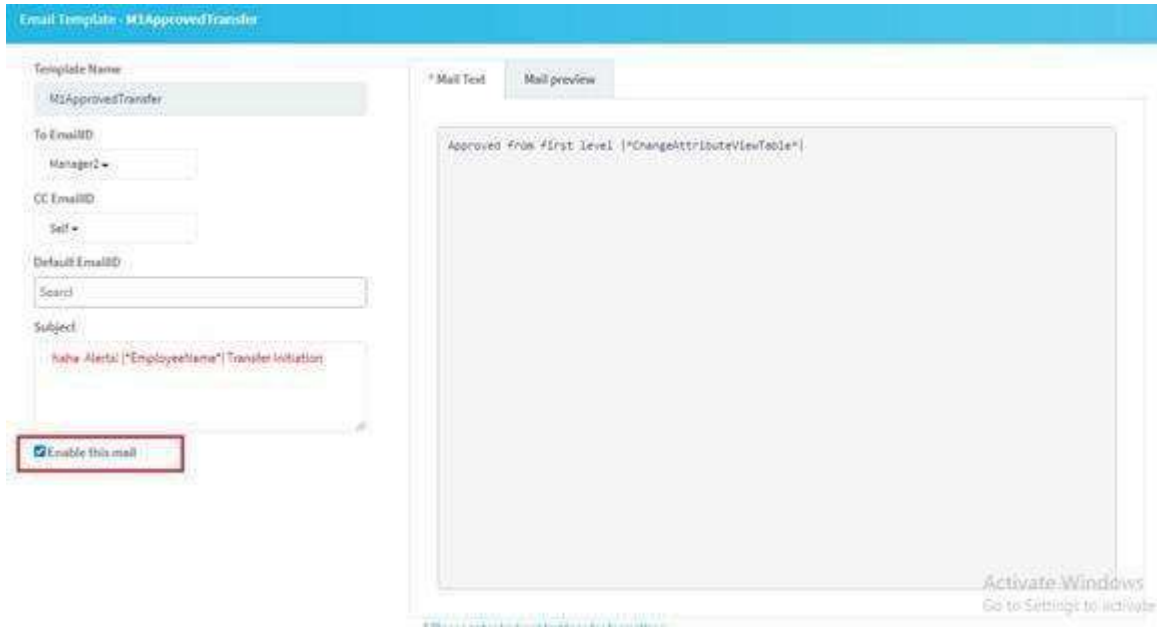 Email Template - M1ApprovedTransfer
Template Name
M1ApprovedTransfer
To EmailID
Manager2
CC EmailID
Self
Default EmailID
Search
Subject
haha Alerts! |*EmployeeName*| Transfer Initiation
Enable this mail
* Mail Text
Mail preview
Approved from first level |*ChangeAttributeViewTable*|
Activate Windows
Go to Settings to activate